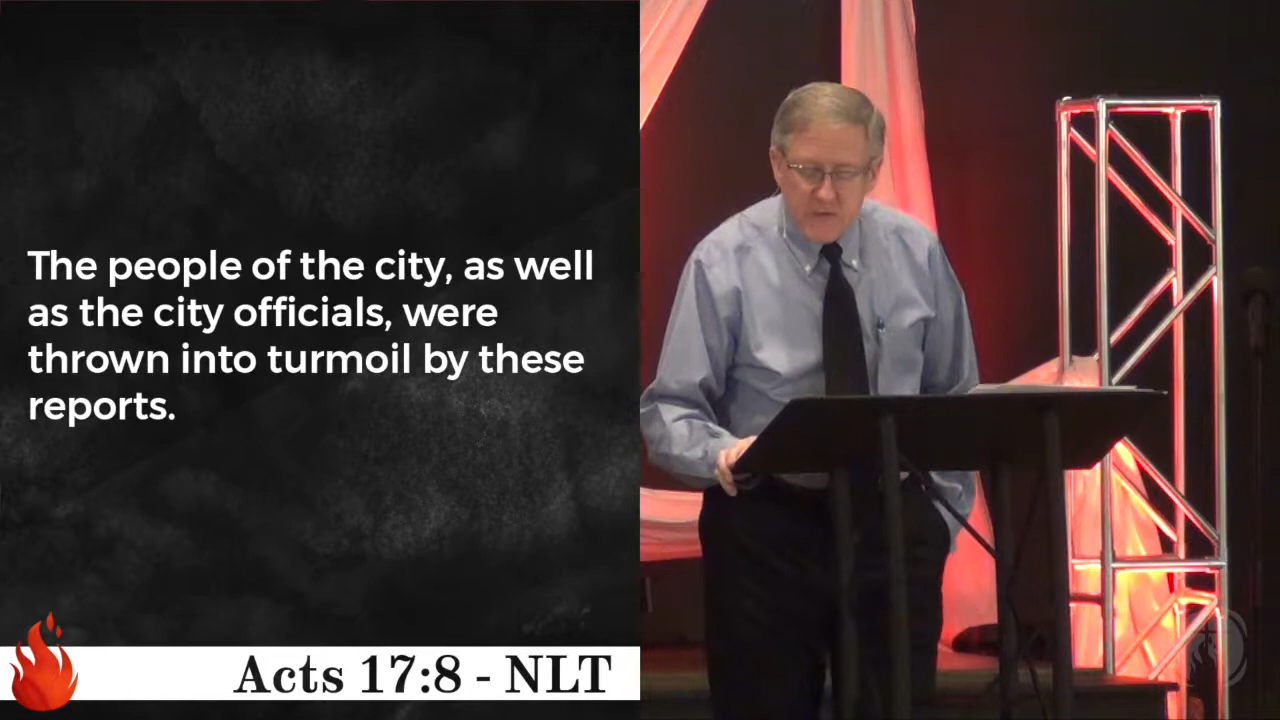 The people of the city, as well
as the city officials, were
thrown into turmoil by these
reports.
Acts 17:8 - NLT